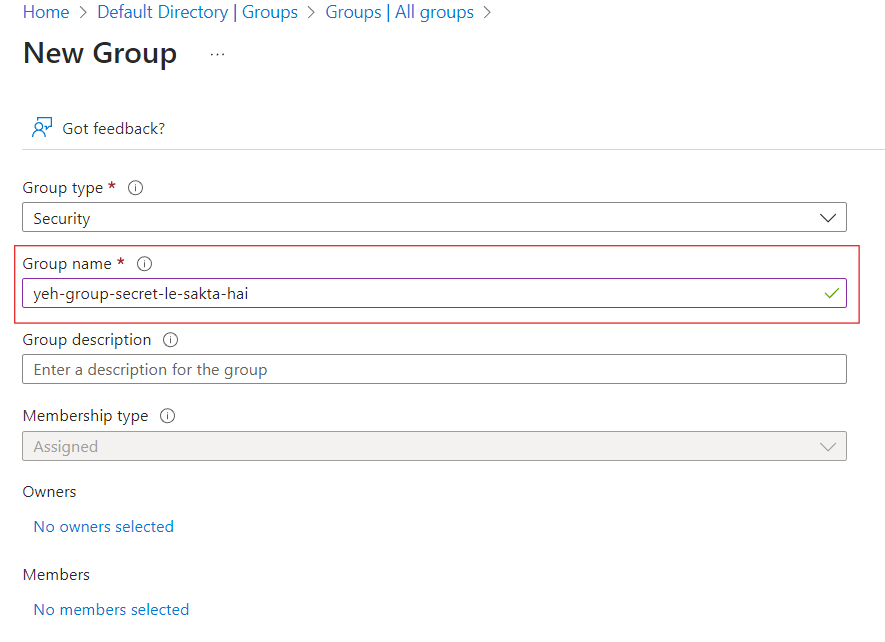 Home > Default Directory | Groups > Groups | All groups >
New Group ...
Got feedback?
Group type *
Security
Group name *
yeh-group-secret-le-sakta-hai
Group description
Enter a description for the group
Membership type
Assigned
Owners
No owners selected
Members
No members selected